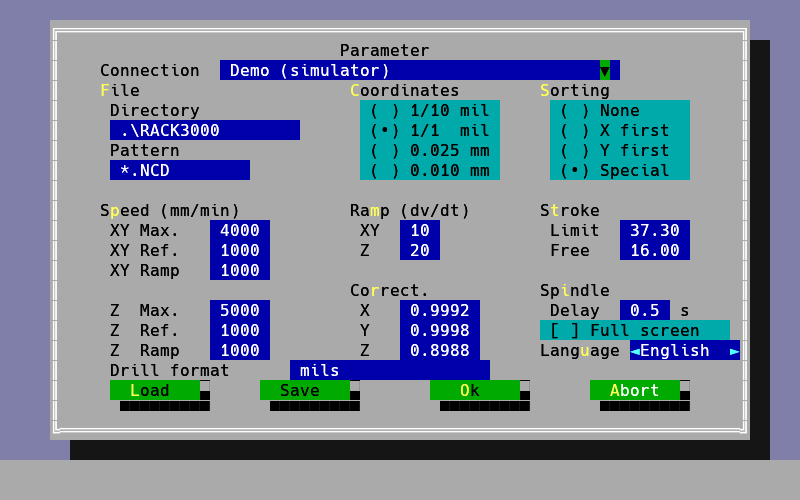 Parameter
Connection Demo (simulator) ▼
File Coordinates Sorting
Directory ( ) 1/10 mil ( ) None
.\RACK3000 (•) 1/1 mil ( ) X first
Pattern ( ) 0.025 mm ( ) Y first
*.NCD ( ) 0.010 mm (•) Special
Speed (mm/min) Ramp (dv/dt) Stroke
XY Max. 4000 XY 10 Limit 37.30
XY Ref. 1000 Z 20 Free 16.00
XY Ramp 1000
Correct. Spindle
Z Max. 5000 X 0.9992 Delay 0.5 s
Z Ref. 1000 Y 0.9998 [ ] Full screen
Z Ramp 1000 Z 0.8988 Language ◄English ►
Drill format mils
Load Save Ok Abort